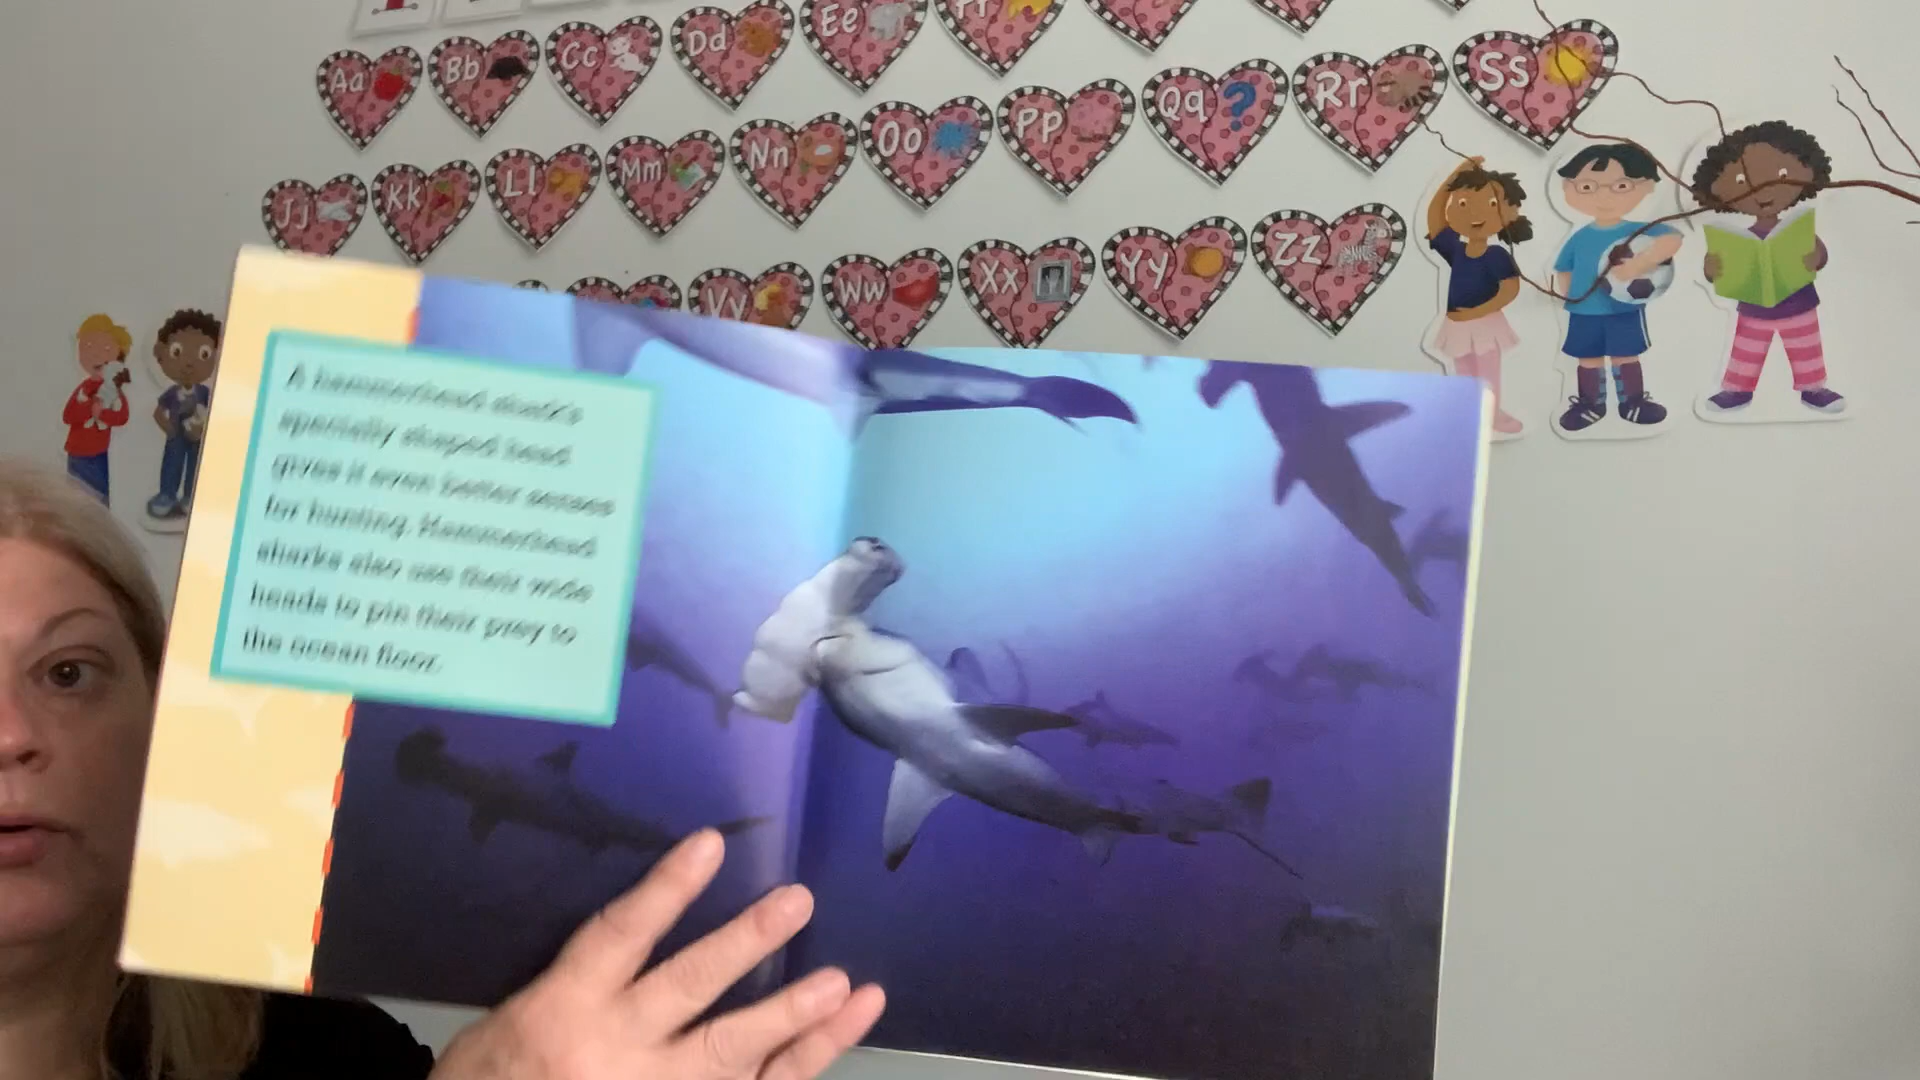 Aa Bb Cc Dd Ee Ff
Jj Kk Ll Mm Nn Oo Pp Qq Rr Ss
Vv Ww Xx Yy Zz
A hammerhead shark's
specially shaped head
gives it even better senses
for hunting. Hammerhead
sharks also use their wide
heads to pin their prey to
the ocean floor.